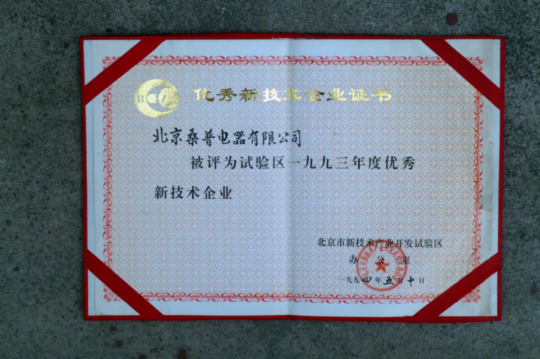 优秀新技术企业证书
北京桑普电器有限公司
被评为试验区一九九三年度优秀
新技术企业
北京市新技术产业开发试验区
办公室
一九九四年五月十日